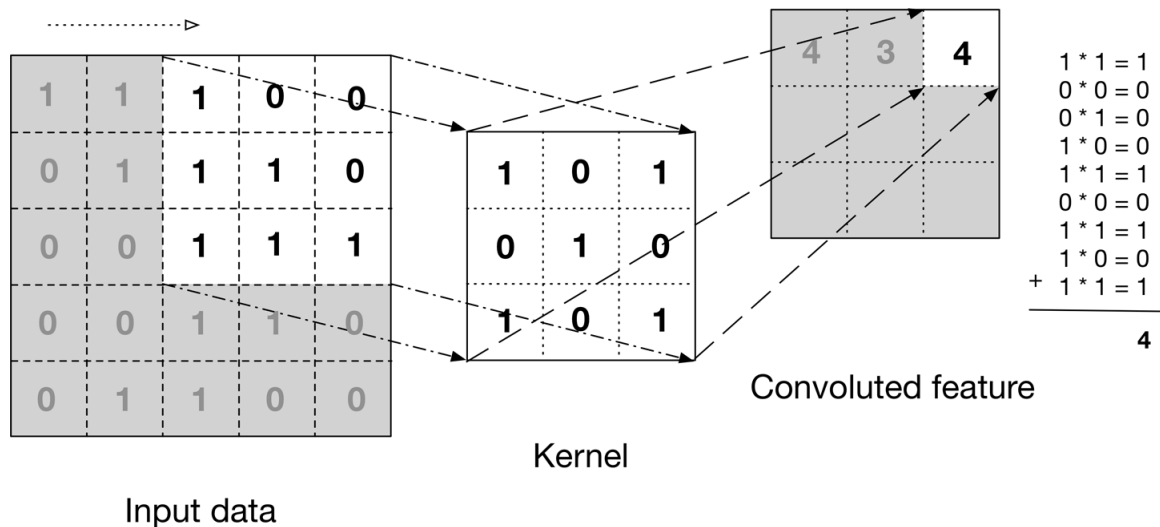 1 1 1 0 0
0 1 1 1 0
0 0 1 1 1
0 0 1 1 0
0 1 1 0 0
Input data
1 0 1
0 1 0
1 0 1
Kernel
4 3 4
Convoluted feature
1 * 1 = 1
0 * 0 = 0
0 * 1 = 0
1 * 0 = 0
1 * 1 = 1
0 * 0 = 0
1 * 1 = 1
1 * 0 = 0
+ 1 * 1 = 1
4